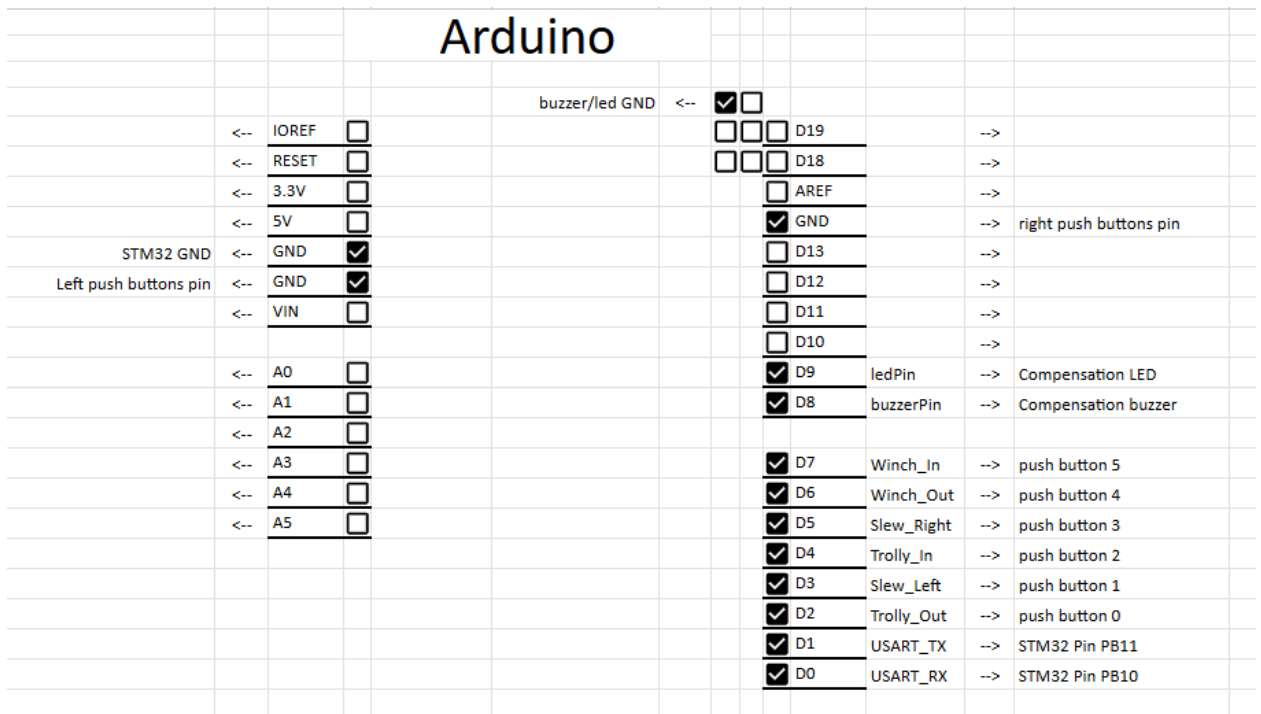 Arduino
buzzer/led GND <--
<-- IOREF D19 -->
<-- RESET D18 -->
<-- 3.3V AREF -->
<-- 5V GND --> right push buttons pin
STM32 GND <-- GND D13 -->
Left push buttons pin <-- GND D12 -->
<-- VIN D11 -->
D10 -->
<-- A0 D9 ledPin --> Compensation LED
<-- A1 D8 buzzerPin --> Compensation buzzer
<-- A2
<-- A3 D7 Winch_In --> push button 5
<-- A4 D6 Winch_Out --> push button 4
<-- A5 D5 Slew_Right --> push button 3
D4 Trolly_In --> push button 2
D3 Slew_Left --> push button 1
D2 Trolly_Out --> push button 0
D1 USART_TX --> STM32 Pin PB11
D0 USART_RX --> STM32 Pin PB10